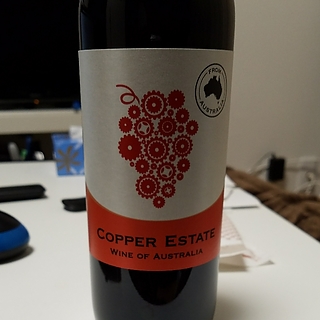 FROM
AUSTRALIA
COPPER ESTATE
WINE OF AUSTRALIA